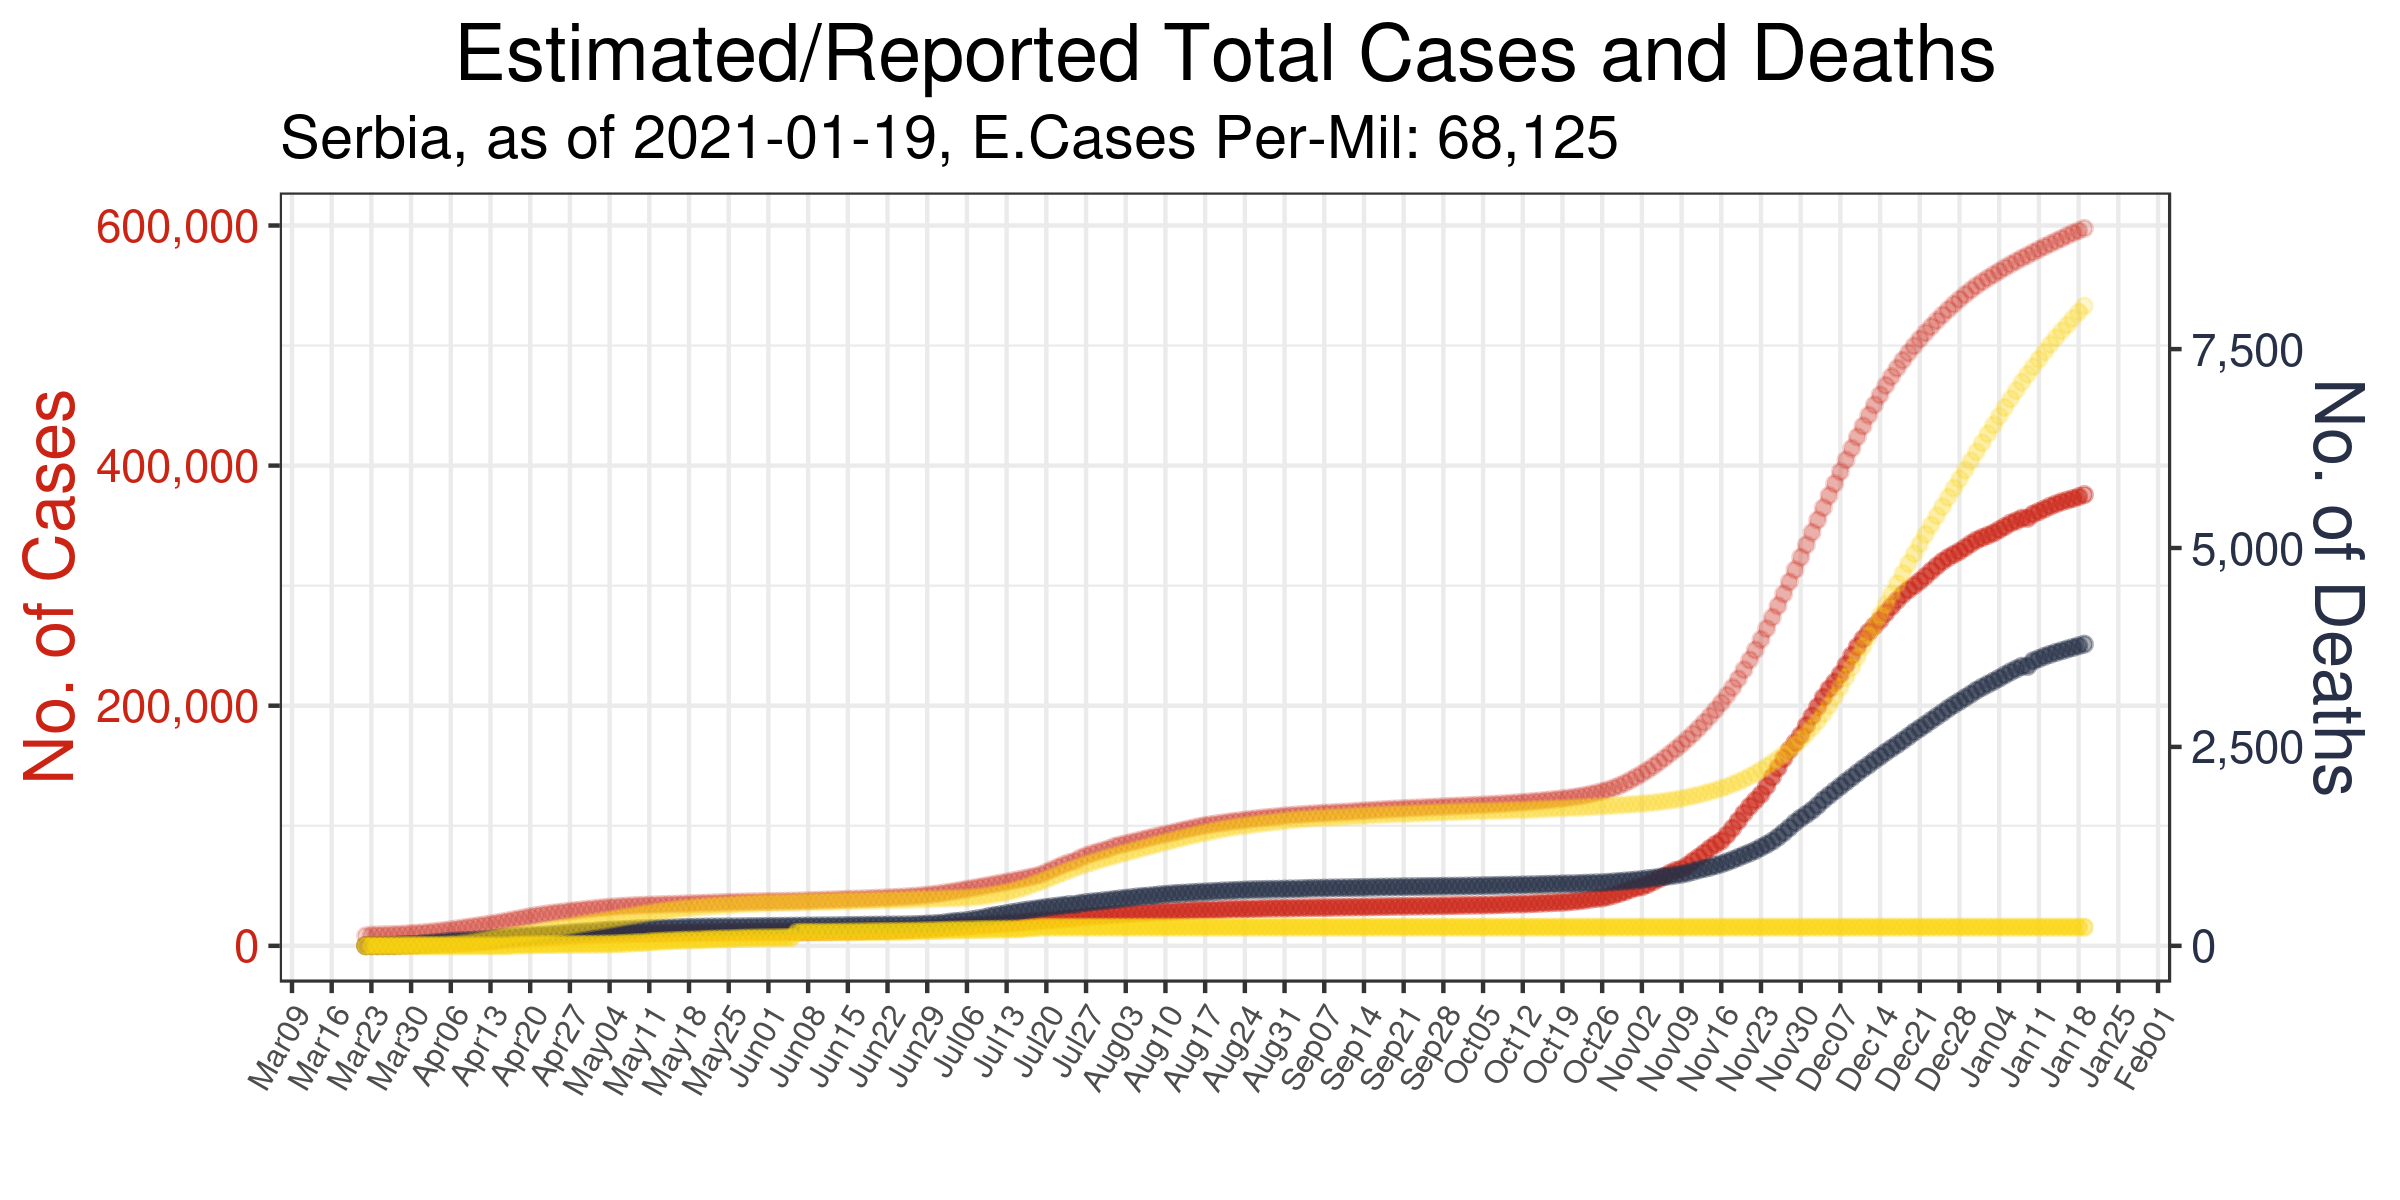 Estimated/Reported Total Cases and Deaths
Serbia, as of 2021-01-19, E.Cases Per-Mil: 68,125
No. of Cases
600,000
400,000
200,000
0
7,500
5,000
2,500
0
No. of Deaths
Mar09
Mar16
Mar23
Mar30
Apr06
Apr13
Apr20
Apr27
May04
May11
May18
May25
Jun01
Jun08
Jun15
Jun22
Jun29
Jul06
Jul13
Jul20
Jul27
Aug03
Aug10
Aug17
Aug24
Aug31
Sep07
Sep14
Sep21
Sep28
Oct05
Oct12
Oct19
Oct26
Nov02
Nov09
Nov16
Nov23
Nov30
Dec07
Dec14
Dec21
Dec28
Jan04
Jan11
Jan18
Jan25
Feb01